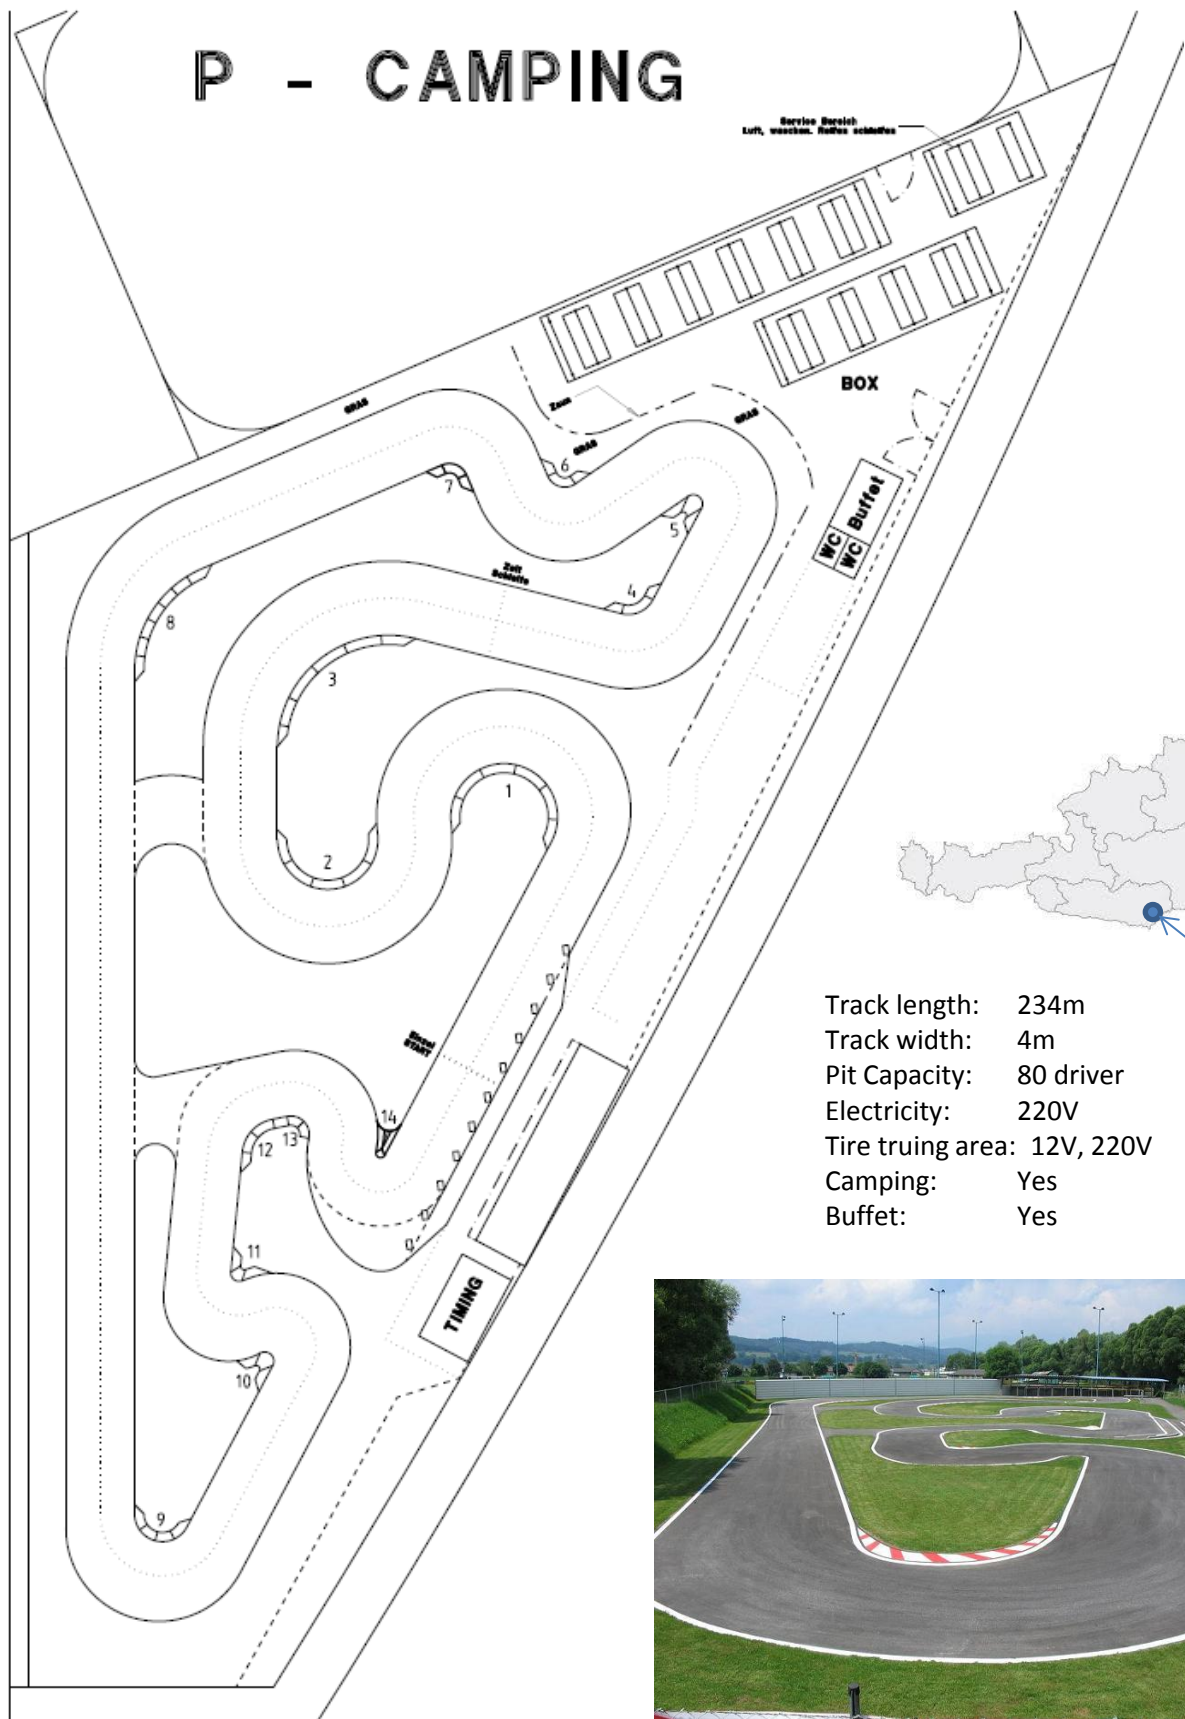 P - CAMPING
Service Bereich
Luft, waschen. Reifen schleifen
GRAS
Zaun
GRAS
GRAS
BOX
6
7
5
Buffet
WC
WC
Zeit
Schleife
4
8
3
1
2
Track length: 234m
Track width: 4m
Pit Capacity: 80 driver
Electricity: 220V
Tire truing area: 12V, 220V
Camping: Yes
Buffet: Yes
Einzel
START
14
13
12
11
TIMING
10
9